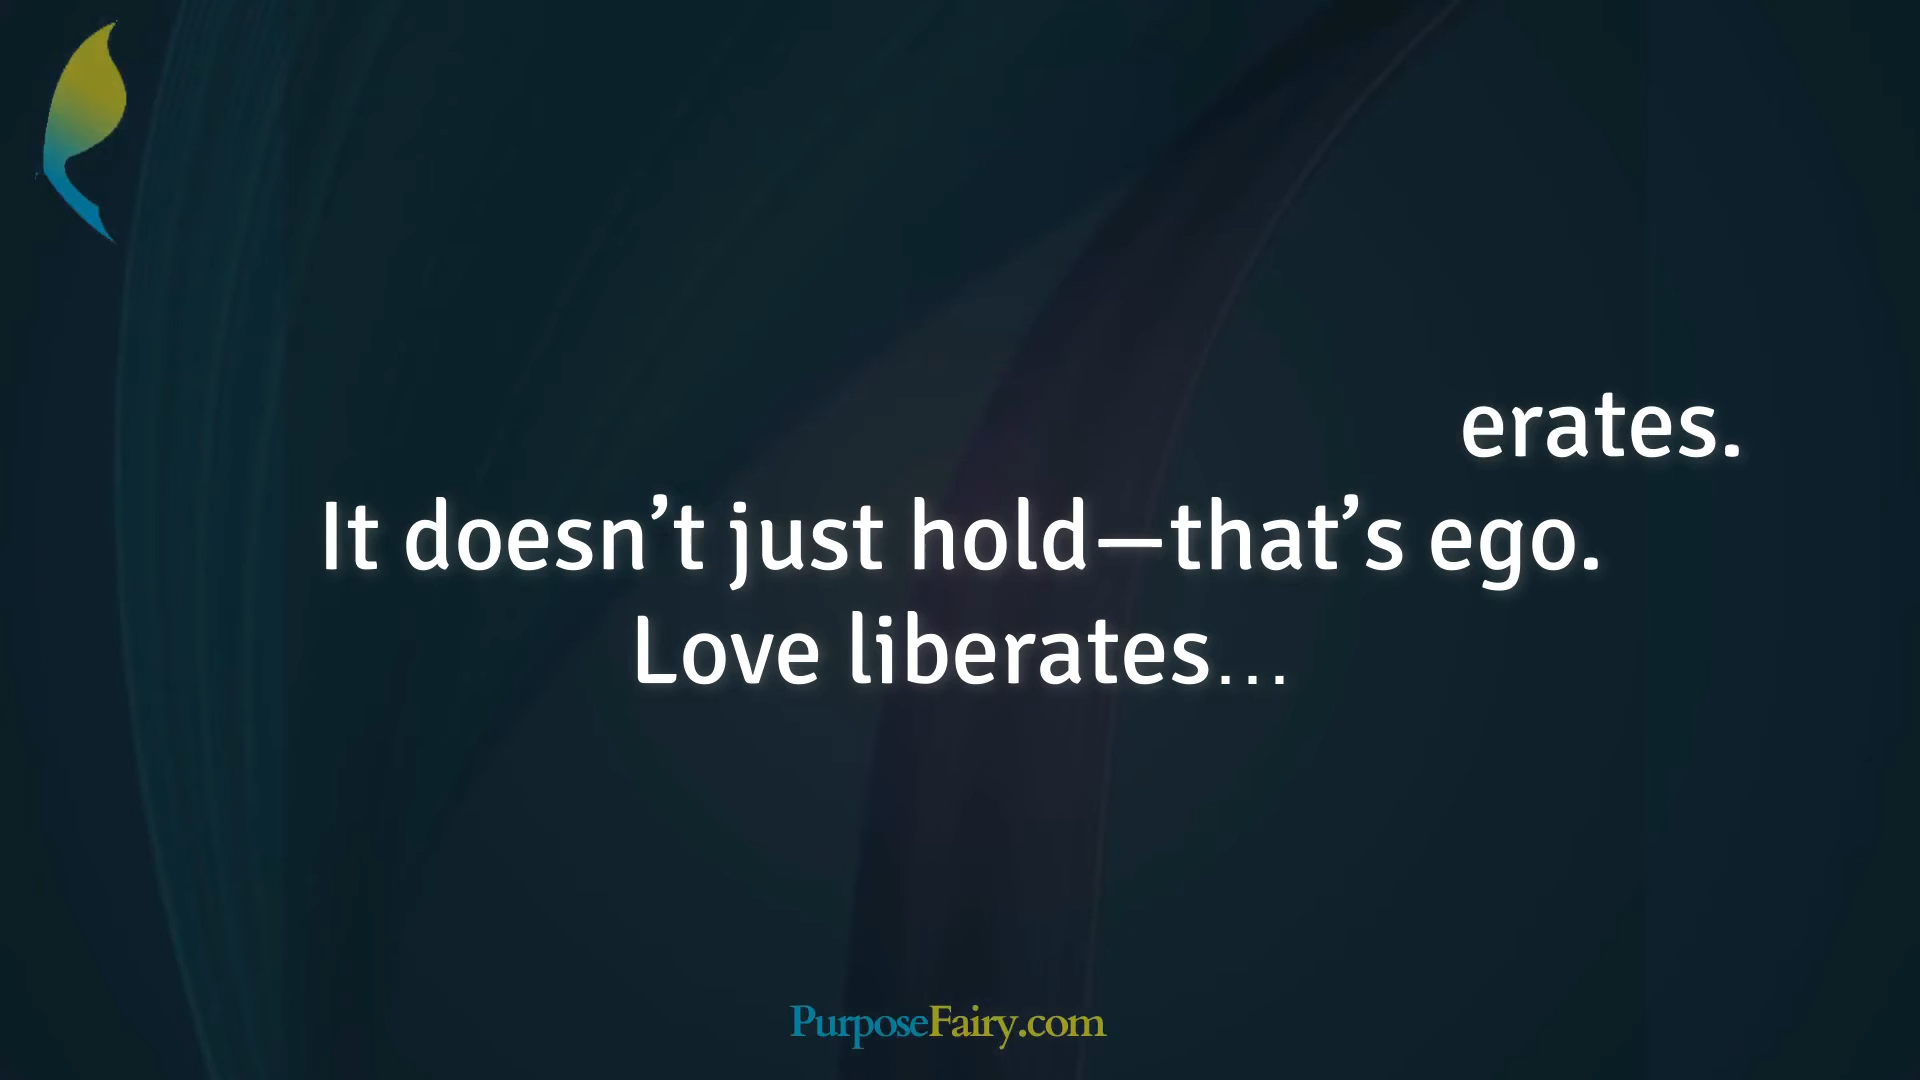 erates.
It doesn’t just hold—that’s ego.
Love liberates…
PurposeFairy.com